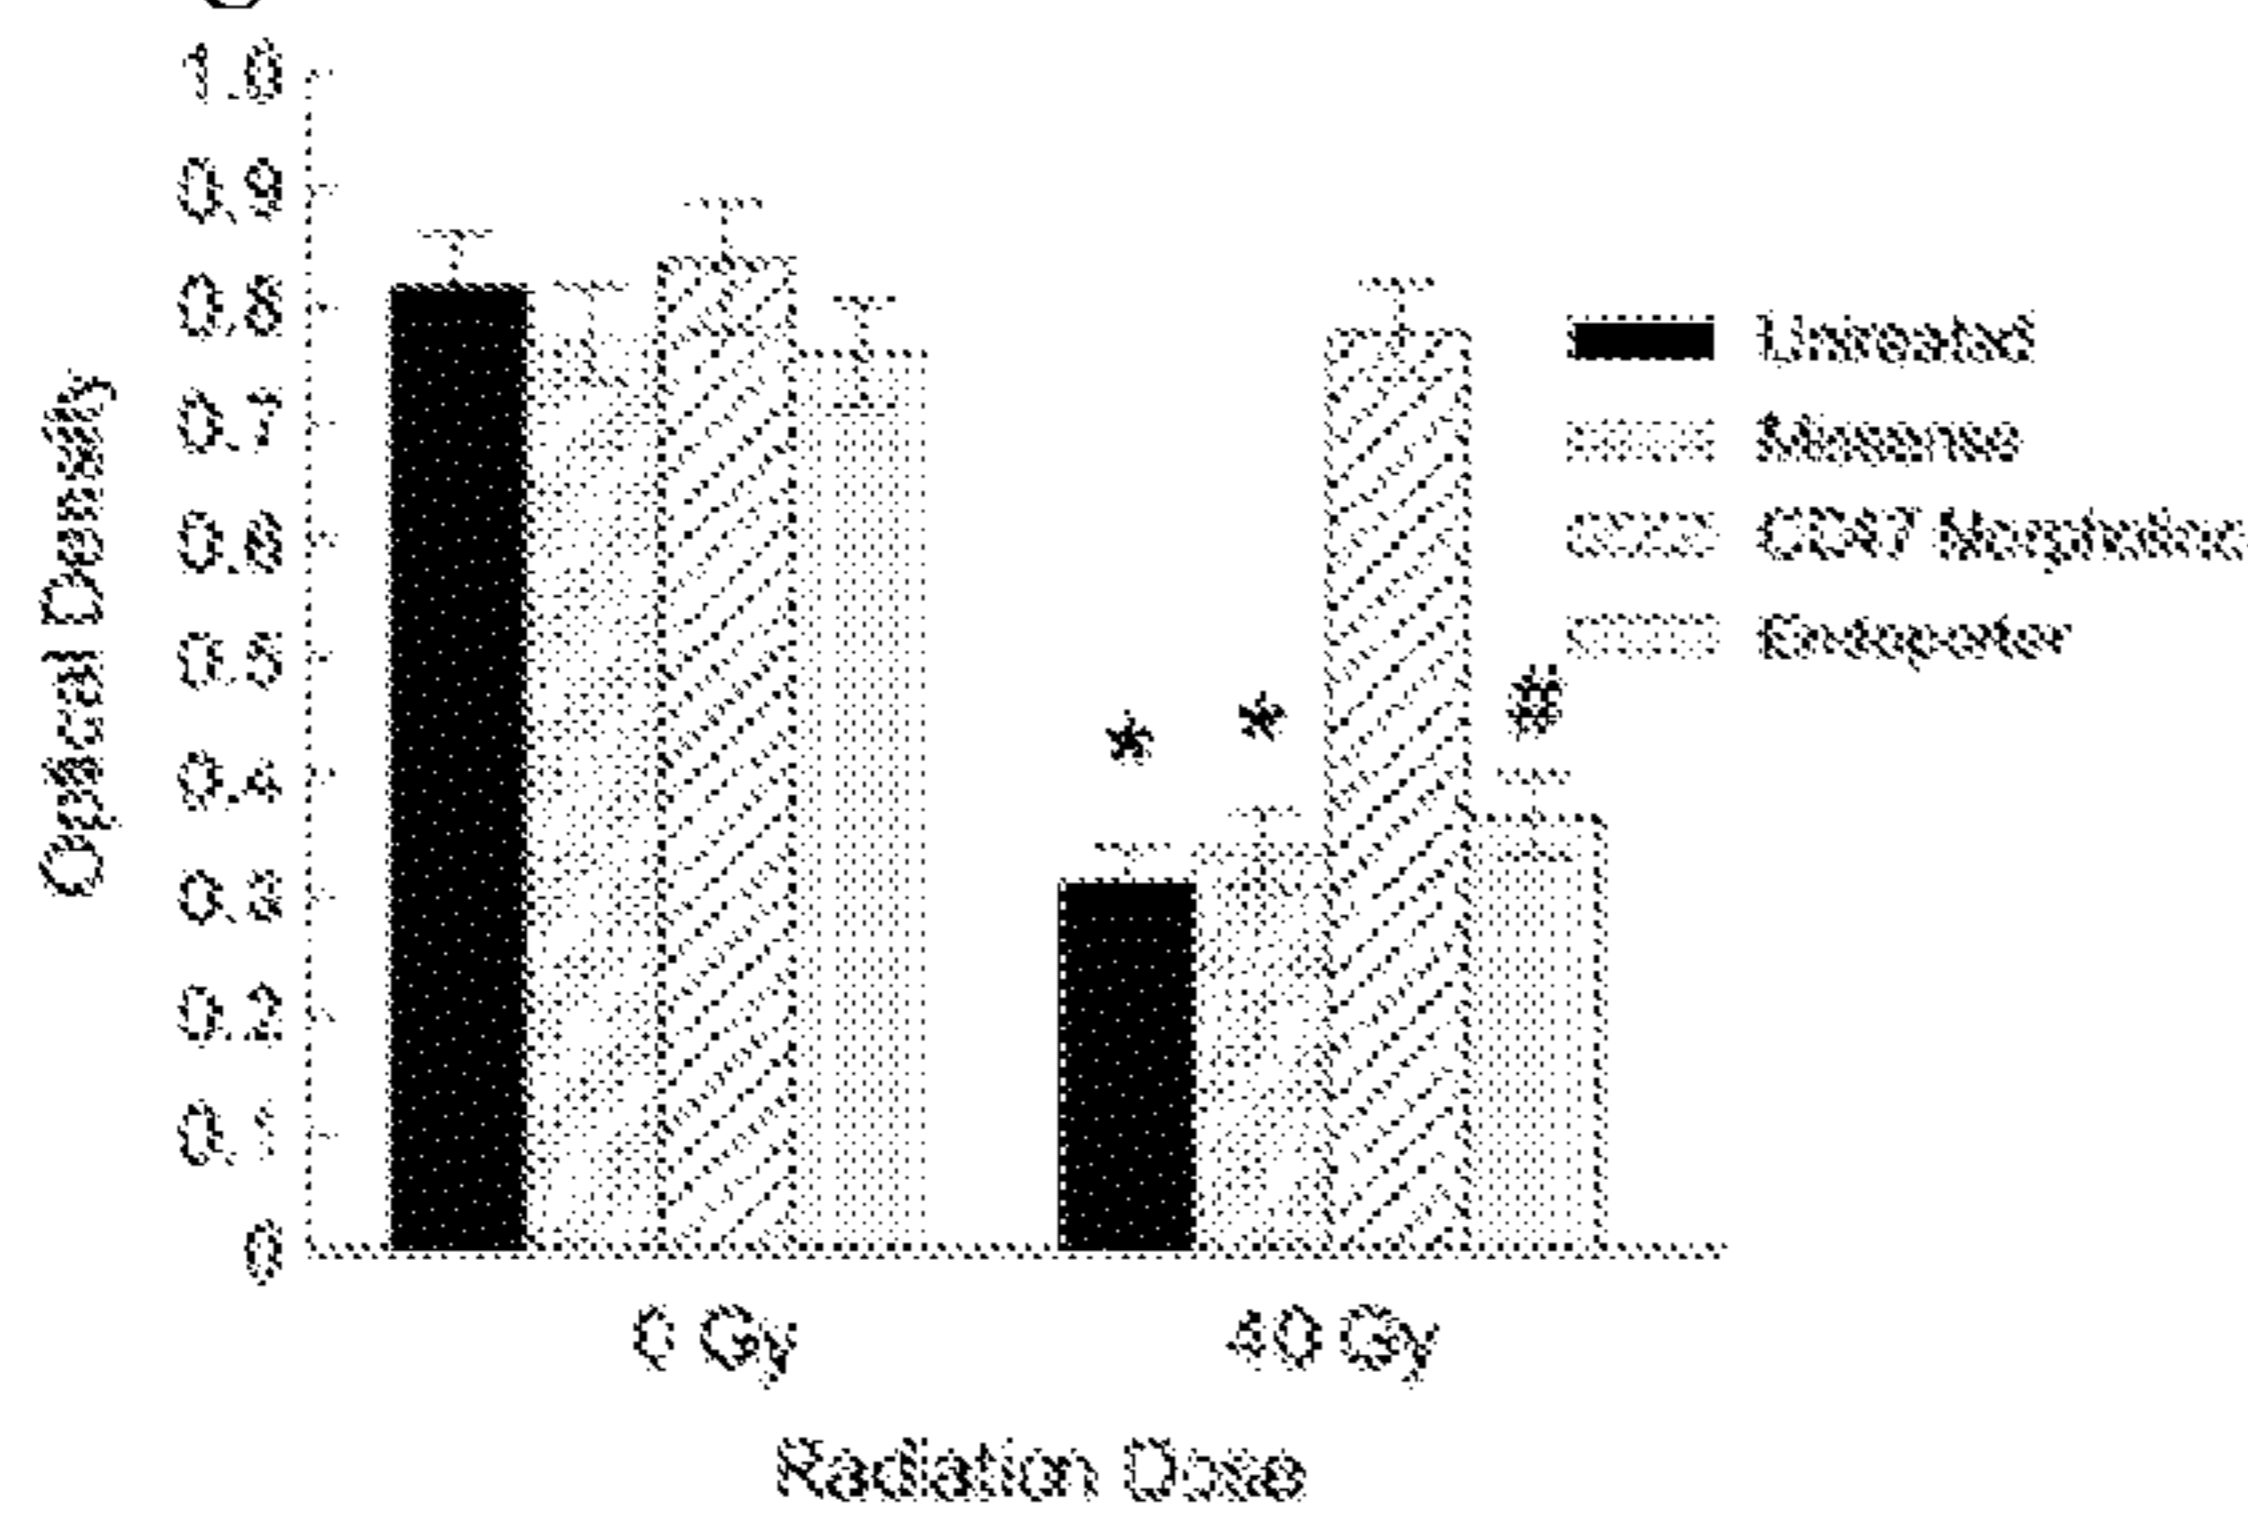 1.0
0.9
0.8
0.7
0.6
0.5
0.4
0.3
0.2
0.1
0
Optical Density
* * #
Untreated
Missense
CD47 Morpholino
Endoporter
0 Gy 40 Gy
Radiation Dose